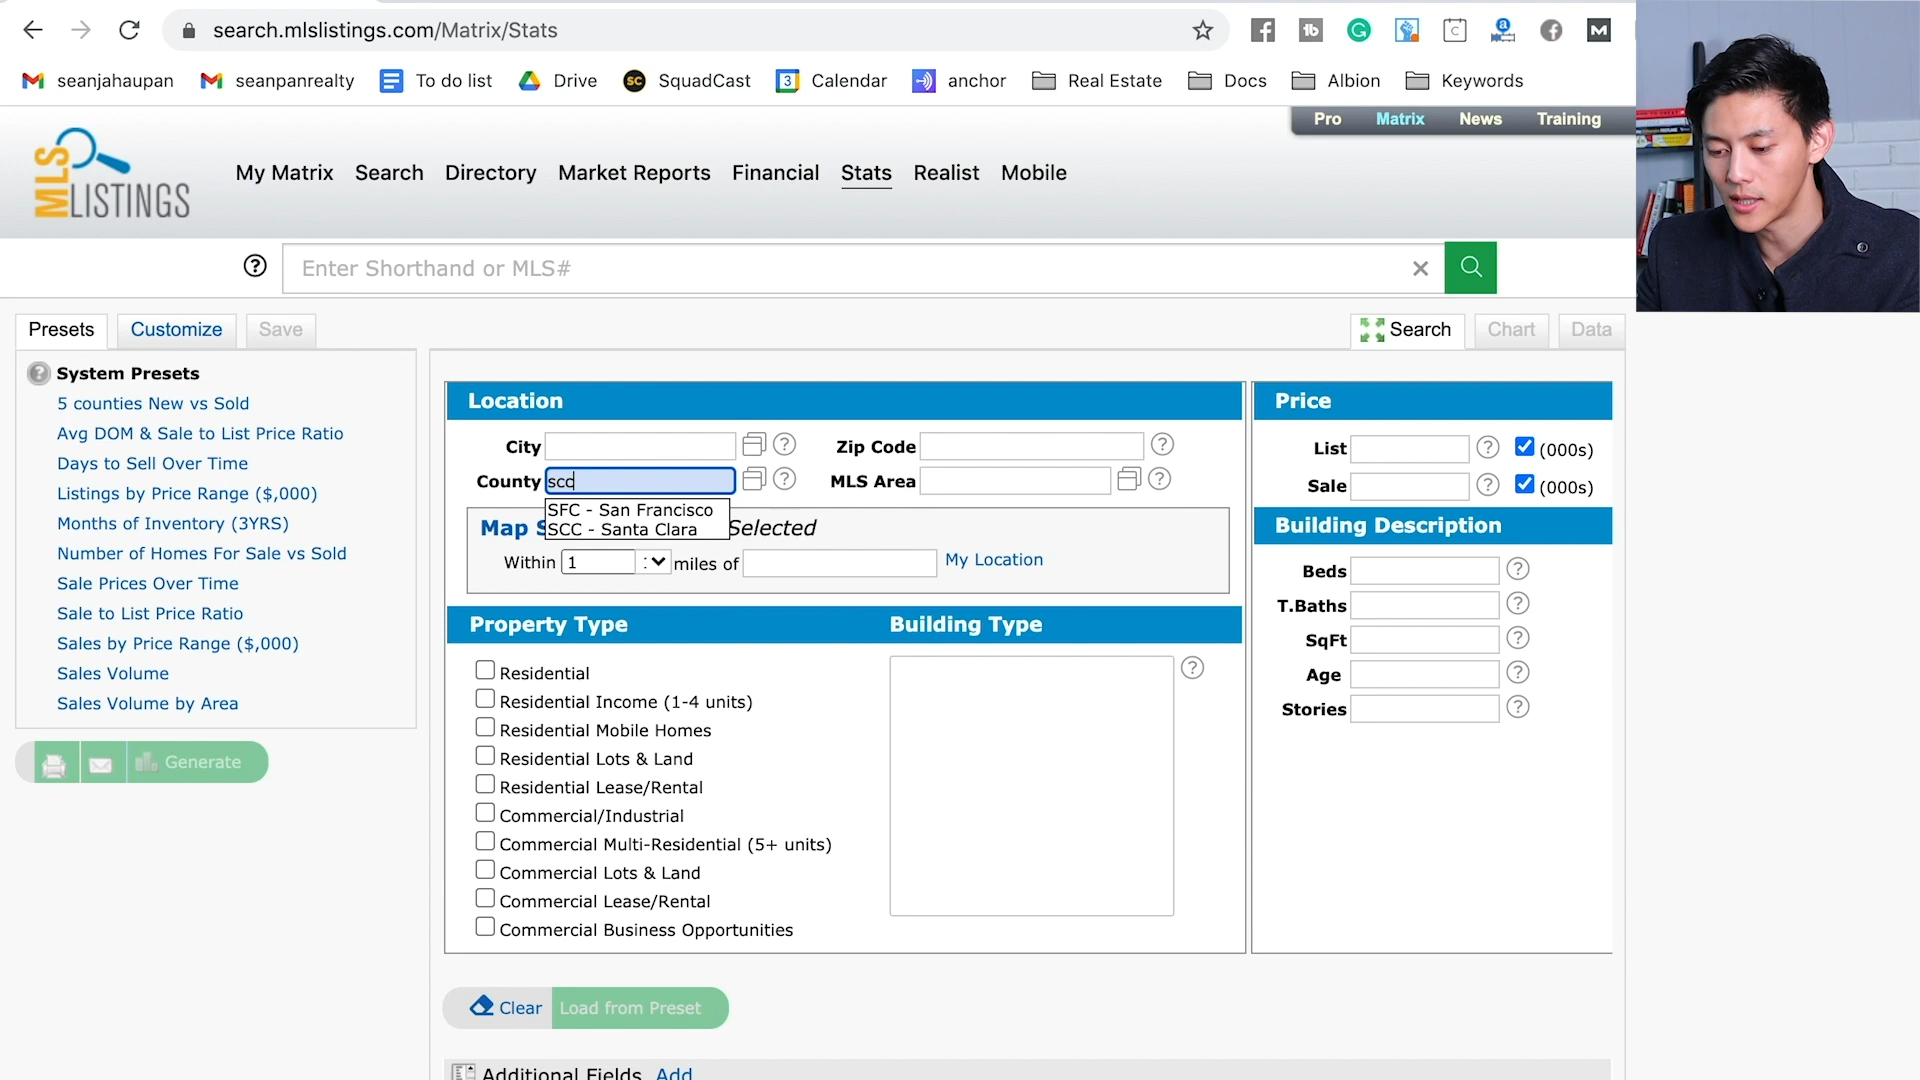 search.mlslistings.com/Matrix/Stats
seanjahaupan seanpanrealty To do list Drive SquadCast Calendar anchor Real Estate Docs Albion Keywords
Pro Matrix News Training
MLS LISTINGS
My Matrix Search Directory Market Reports Financial Stats Realist Mobile
Enter Shorthand or MLS#
Presets Customize Save
Search Chart Data
System Presets
5 counties New vs Sold
Avg DOM & Sale to List Price Ratio
Days to Sell Over Time
Listings by Price Range ($,000)
Months of Inventory (3YRS)
Number of Homes For Sale vs Sold
Sale Prices Over Time
Sale to List Price Ratio
Sales by Price Range ($,000)
Sales Volume
Sales Volume by Area
Generate
Location
City
Zip Code
County scc
MLS Area
SFC - San Francisco
SCC - Santa Clara
Map S Selected
Within 1 miles of My Location
Property Type Building Type
Residential
Residential Income (1-4 units)
Residential Mobile Homes
Residential Lots & Land
Residential Lease/Rental
Commercial/Industrial
Commercial Multi-Residential (5+ units)
Commercial Lots & Land
Commercial Lease/Rental
Commercial Business Opportunities
Price
List (000s)
Sale (000s)
Building Description
Beds
T.Baths
SqFt
Age
Stories
Clear Load from Preset
Additional Fields Add